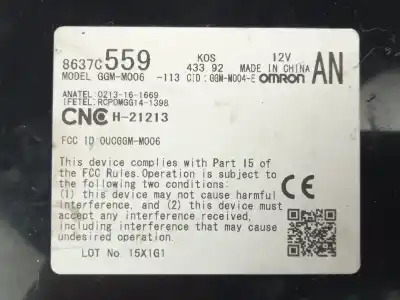 8637C559 KOS 12V
433.92 MADE IN CHINA
MODEL GGM-M006 -113 CID:GGM-M004-E OMRON AN
ANATEL:0213-16-1669
IFETEL:RCPOMGG14-1398
CNC H-21213
FCC ID OUCGGM-M006
This device complies with Part 15 of
the FCC Rules.Operation is subject to
the following two conditions:
(1) this device may not cause harmful
interference, and (2) this device must
accept any interference received,
including interference that may cause
undesired operation.
CE
LOT No 15X1G1